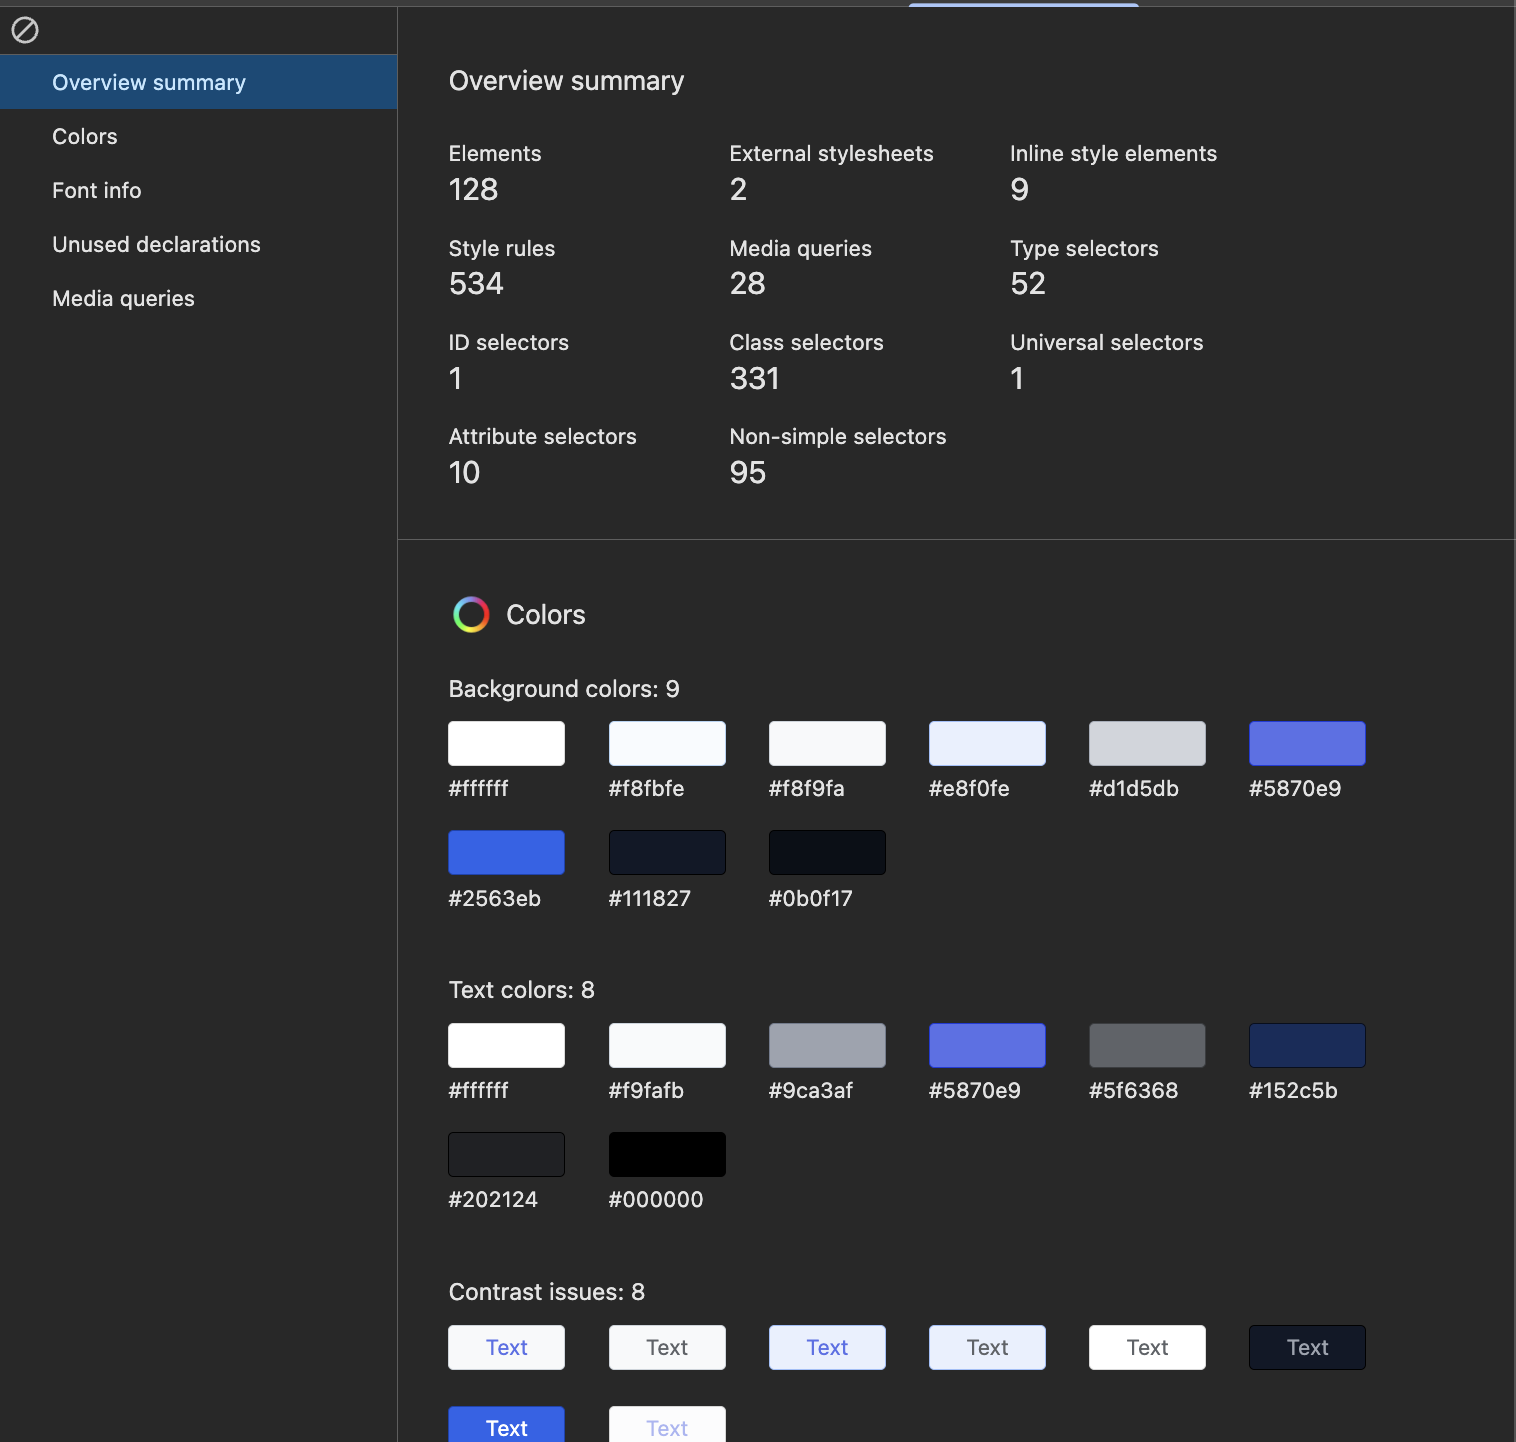 Overview summary
Colors
Font info
Unused declarations
Media queries
Overview summary
Elements
128
External stylesheets
2
Inline style elements
9
Style rules
534
Media queries
28
Type selectors
52
ID selectors
1
Class selectors
331
Universal selectors
1
Attribute selectors
10
Non-simple selectors
95
Colors
Background colors: 9
#ffffff
#f8fbfe
#f8f9fa
#e8f0fe
#d1d5db
#5870e9
#2563eb
#111827
#0b0f17
Text colors: 8
#ffffff
#f9fafb
#9ca3af
#5870e9
#5f6368
#152c5b
#202124
#000000
Contrast issues: 8
Text
Text
Text
Text
Text
Text
Text
Text